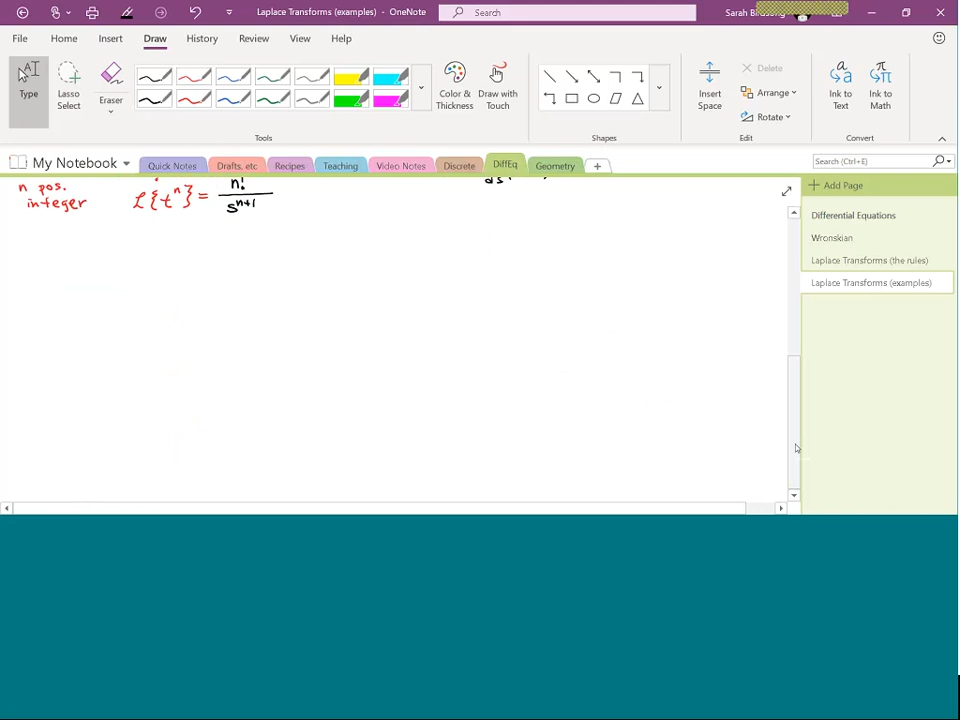 Laplace Transforms (examples) - OneNote
Search
File Home Insert Draw History Review View Help
Type
Lasso Select
Eraser
Color & Thickness
Draw with Touch
Insert Space
Delete
Arrange
Rotate
Ink to Text
Ink to Math
Tools
Shapes
Edit
Convert
My Notebook
Quick Notes Drafts, etc Recipes Teaching Video Notes Discrete DiffEq Geometry +
Search (Ctrl+E)
+ Add Page
Differential Equations
Wronskian
Laplace Transforms (the rules)
Laplace Transforms (examples)
n pos.
integer
ℒ{t^n} = n!/s^(n+1)